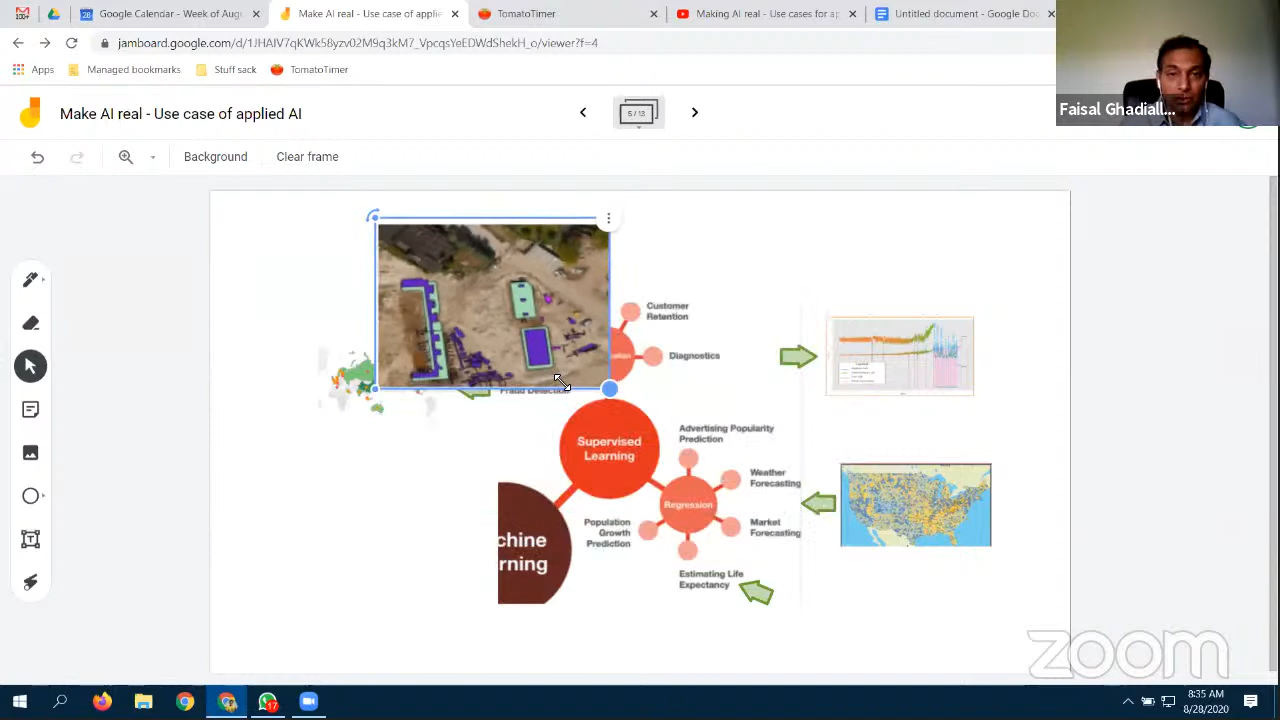 Google Calendar - Week of Aug
Make AI real - Use case of applie
TomatoTimer
Making AI real - Use cases for ap
Untitled document - Google Do
jamboard.google.com/d/1JHAIV7qKWk58yzv02M9q3kM7_VpcqsYeEDWdShekH_o/viewer?f=4
Apps
Managed bookmarks
Stuff sack
TomatoTimer
Faisal Ghadiall...
Make AI real - Use case of applied AI
Background
Clear frame
Customer
Retention
Diagnostics
Fraud Detection
Supervised
Learning
Advertising Popularity
Prediction
Weather
Forecasting
Regression
Population
Growth
Prediction
Market
Forecasting
chine
rning
Estimating Life
Expectancy
zoom
17
8:35 AM
8/28/2020